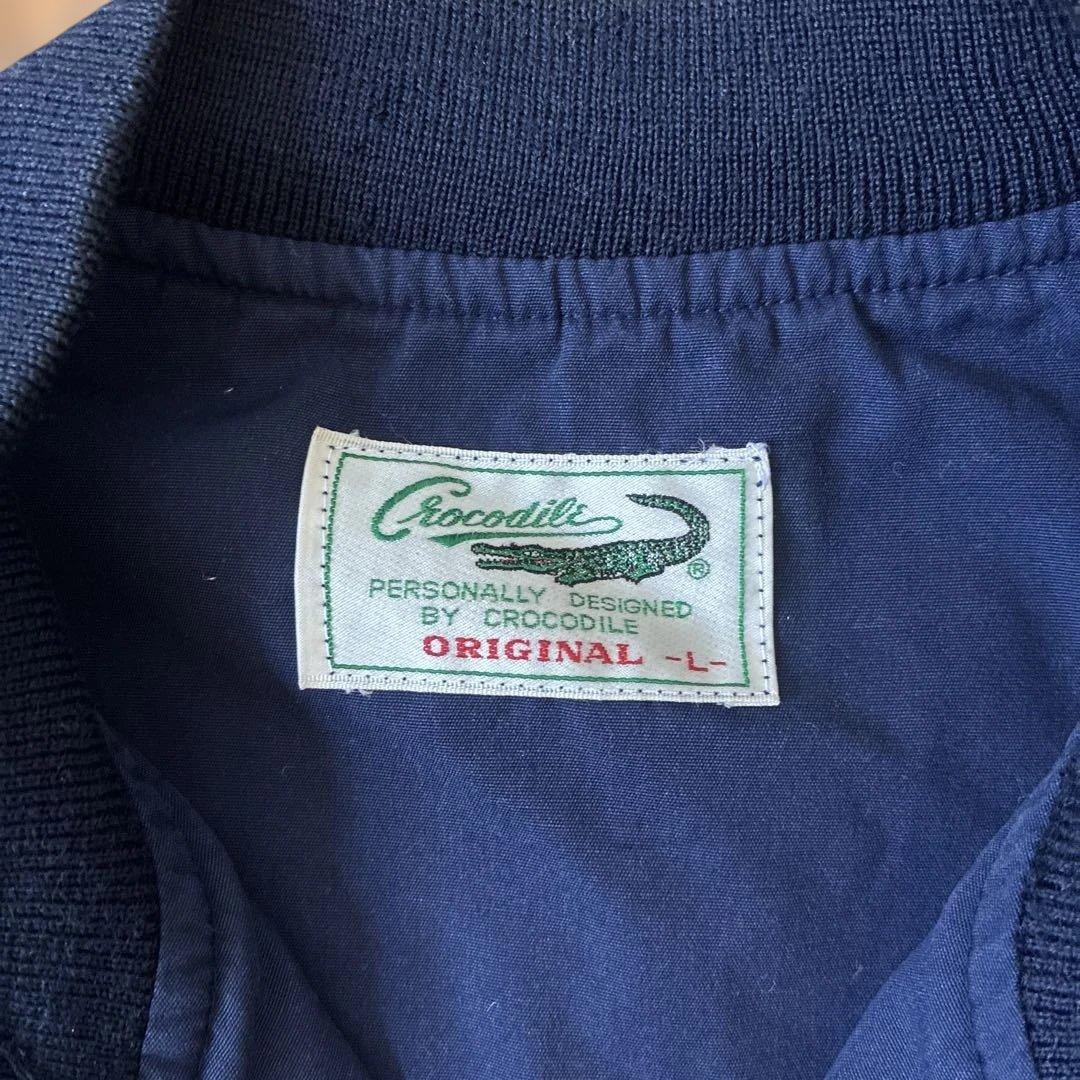 Crocodile
®
PERSONALLY DESIGNED
BY CROCODILE
ORIGINAL -L-